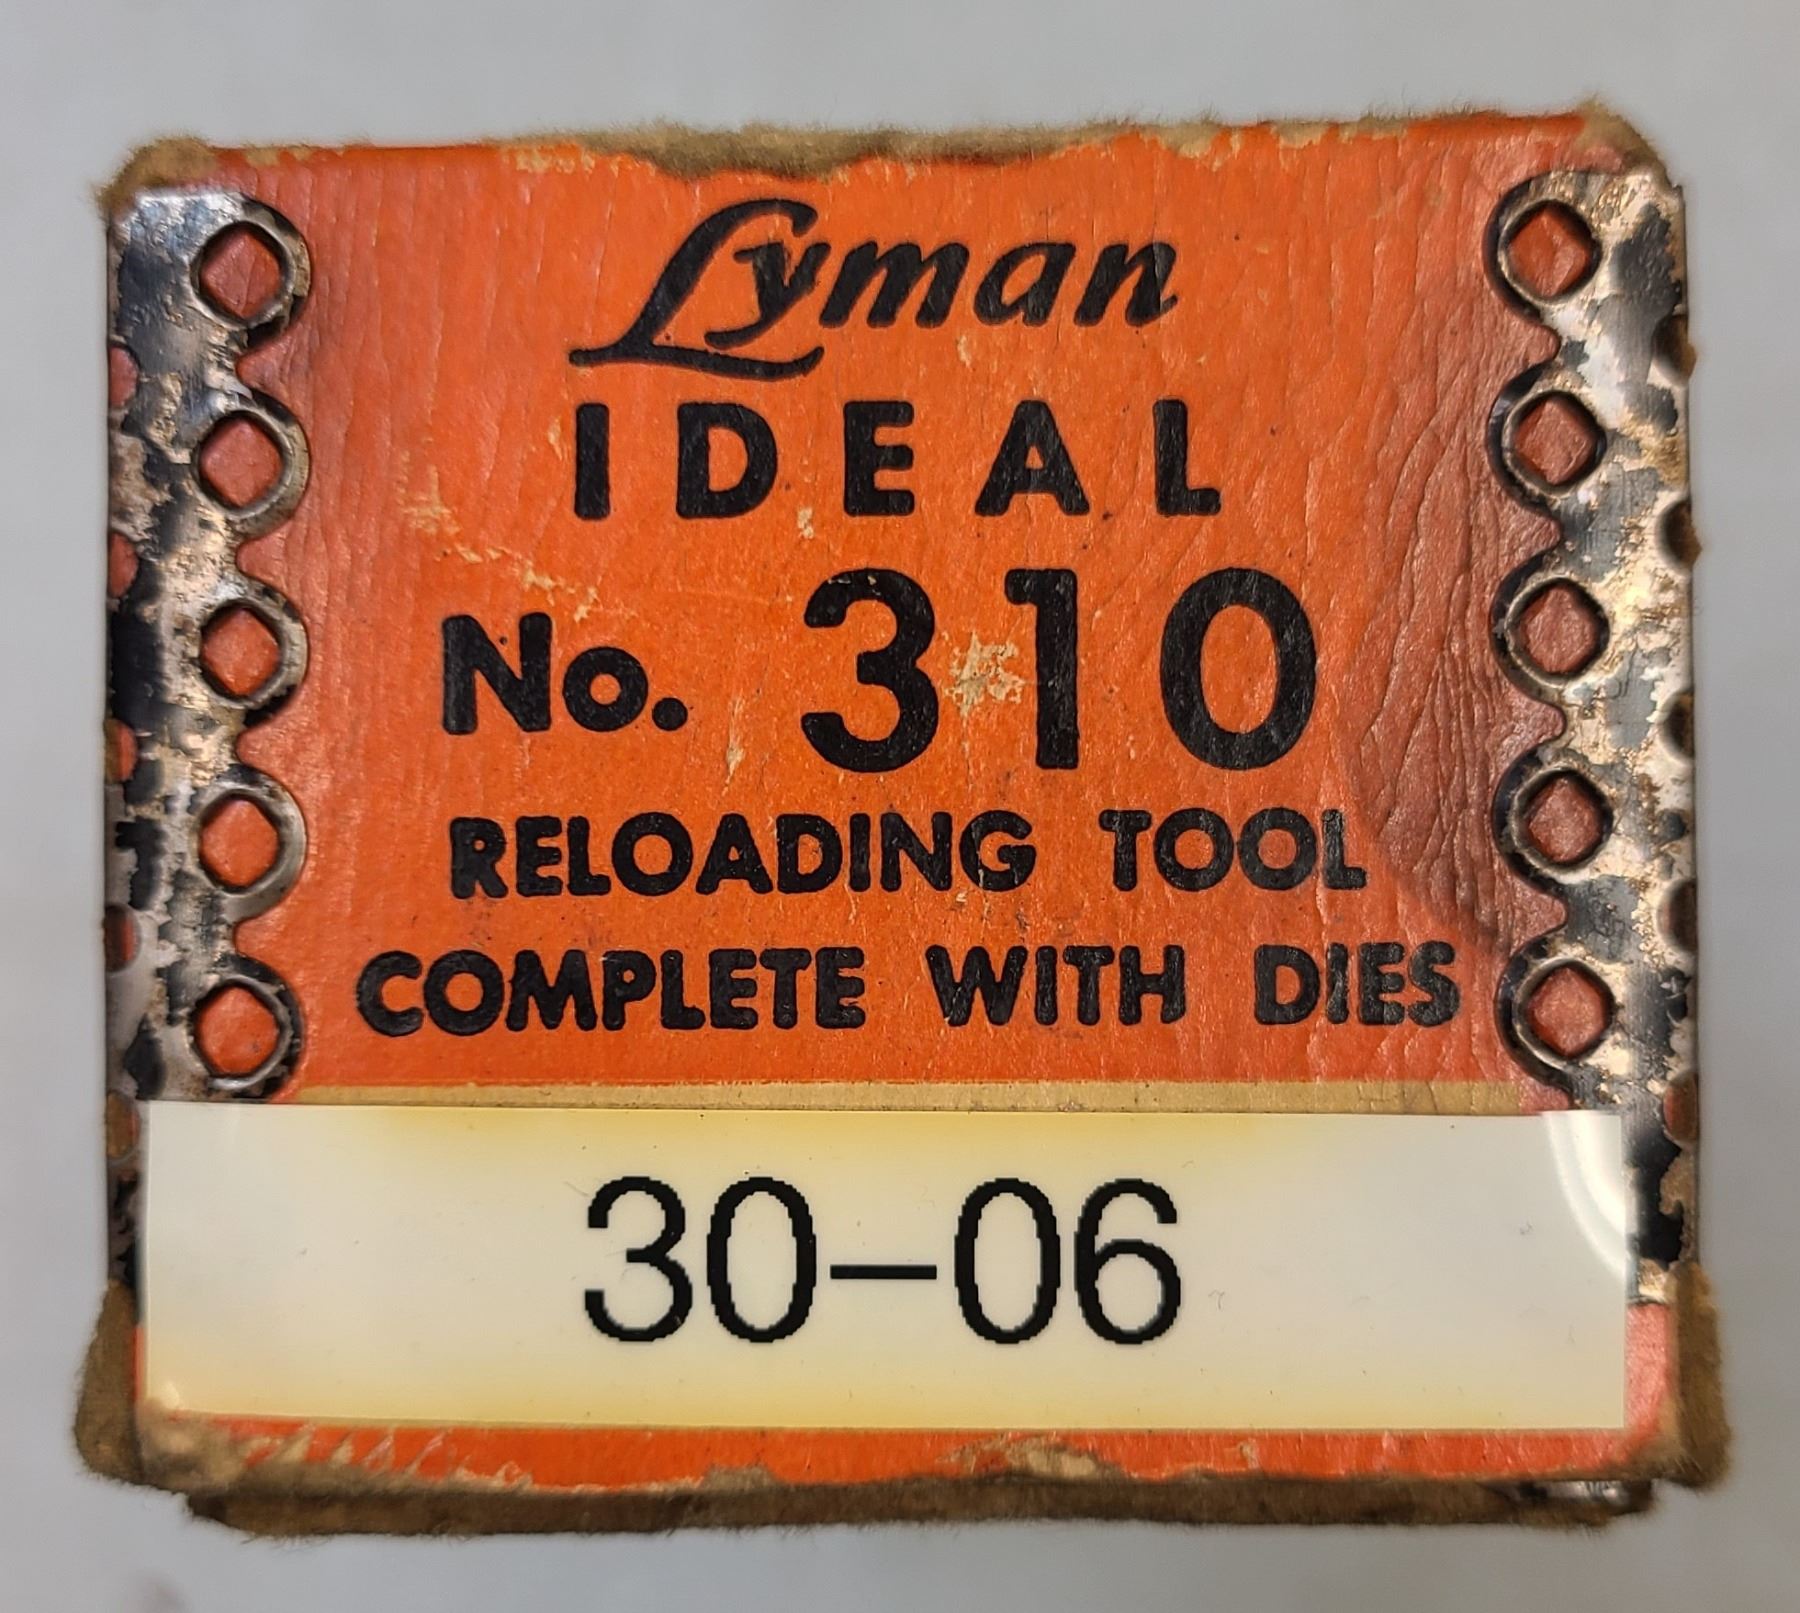 Lyman
IDEAL
No. 310
RELOADING TOOL
COMPLETE WITH DIES
30-06